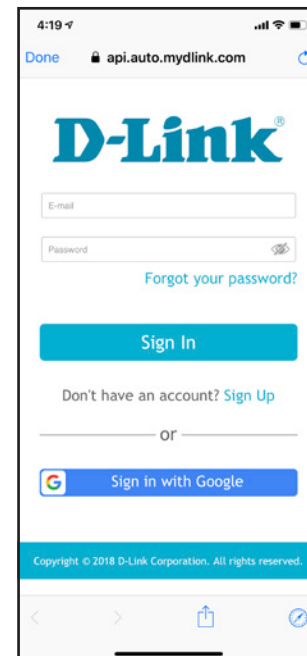 4:19
Done api.auto.mydlink.com
D-Link®
E-mail
Password
Forgot your password?
Sign In
Don't have an account? Sign Up
or
G Sign in with Google
Copyright © 2018 D-Link Corporation. All rights reserved.